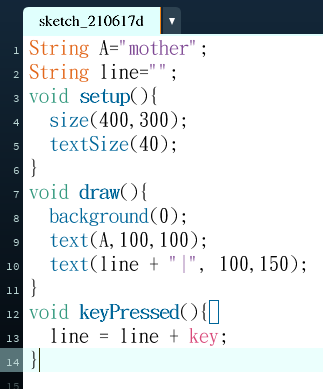 sketch_210617d ▼
1 String A="mother";
2 String line="";
3 void setup(){
4   size(400,300);
5   textSize(40);
6 }
7 void draw(){
8   background(0);
9   text(A,100,100);
10   text(line + "|", 100,150);
11 }
12 void keyPressed(){
13   line = line + key;
14 }
15